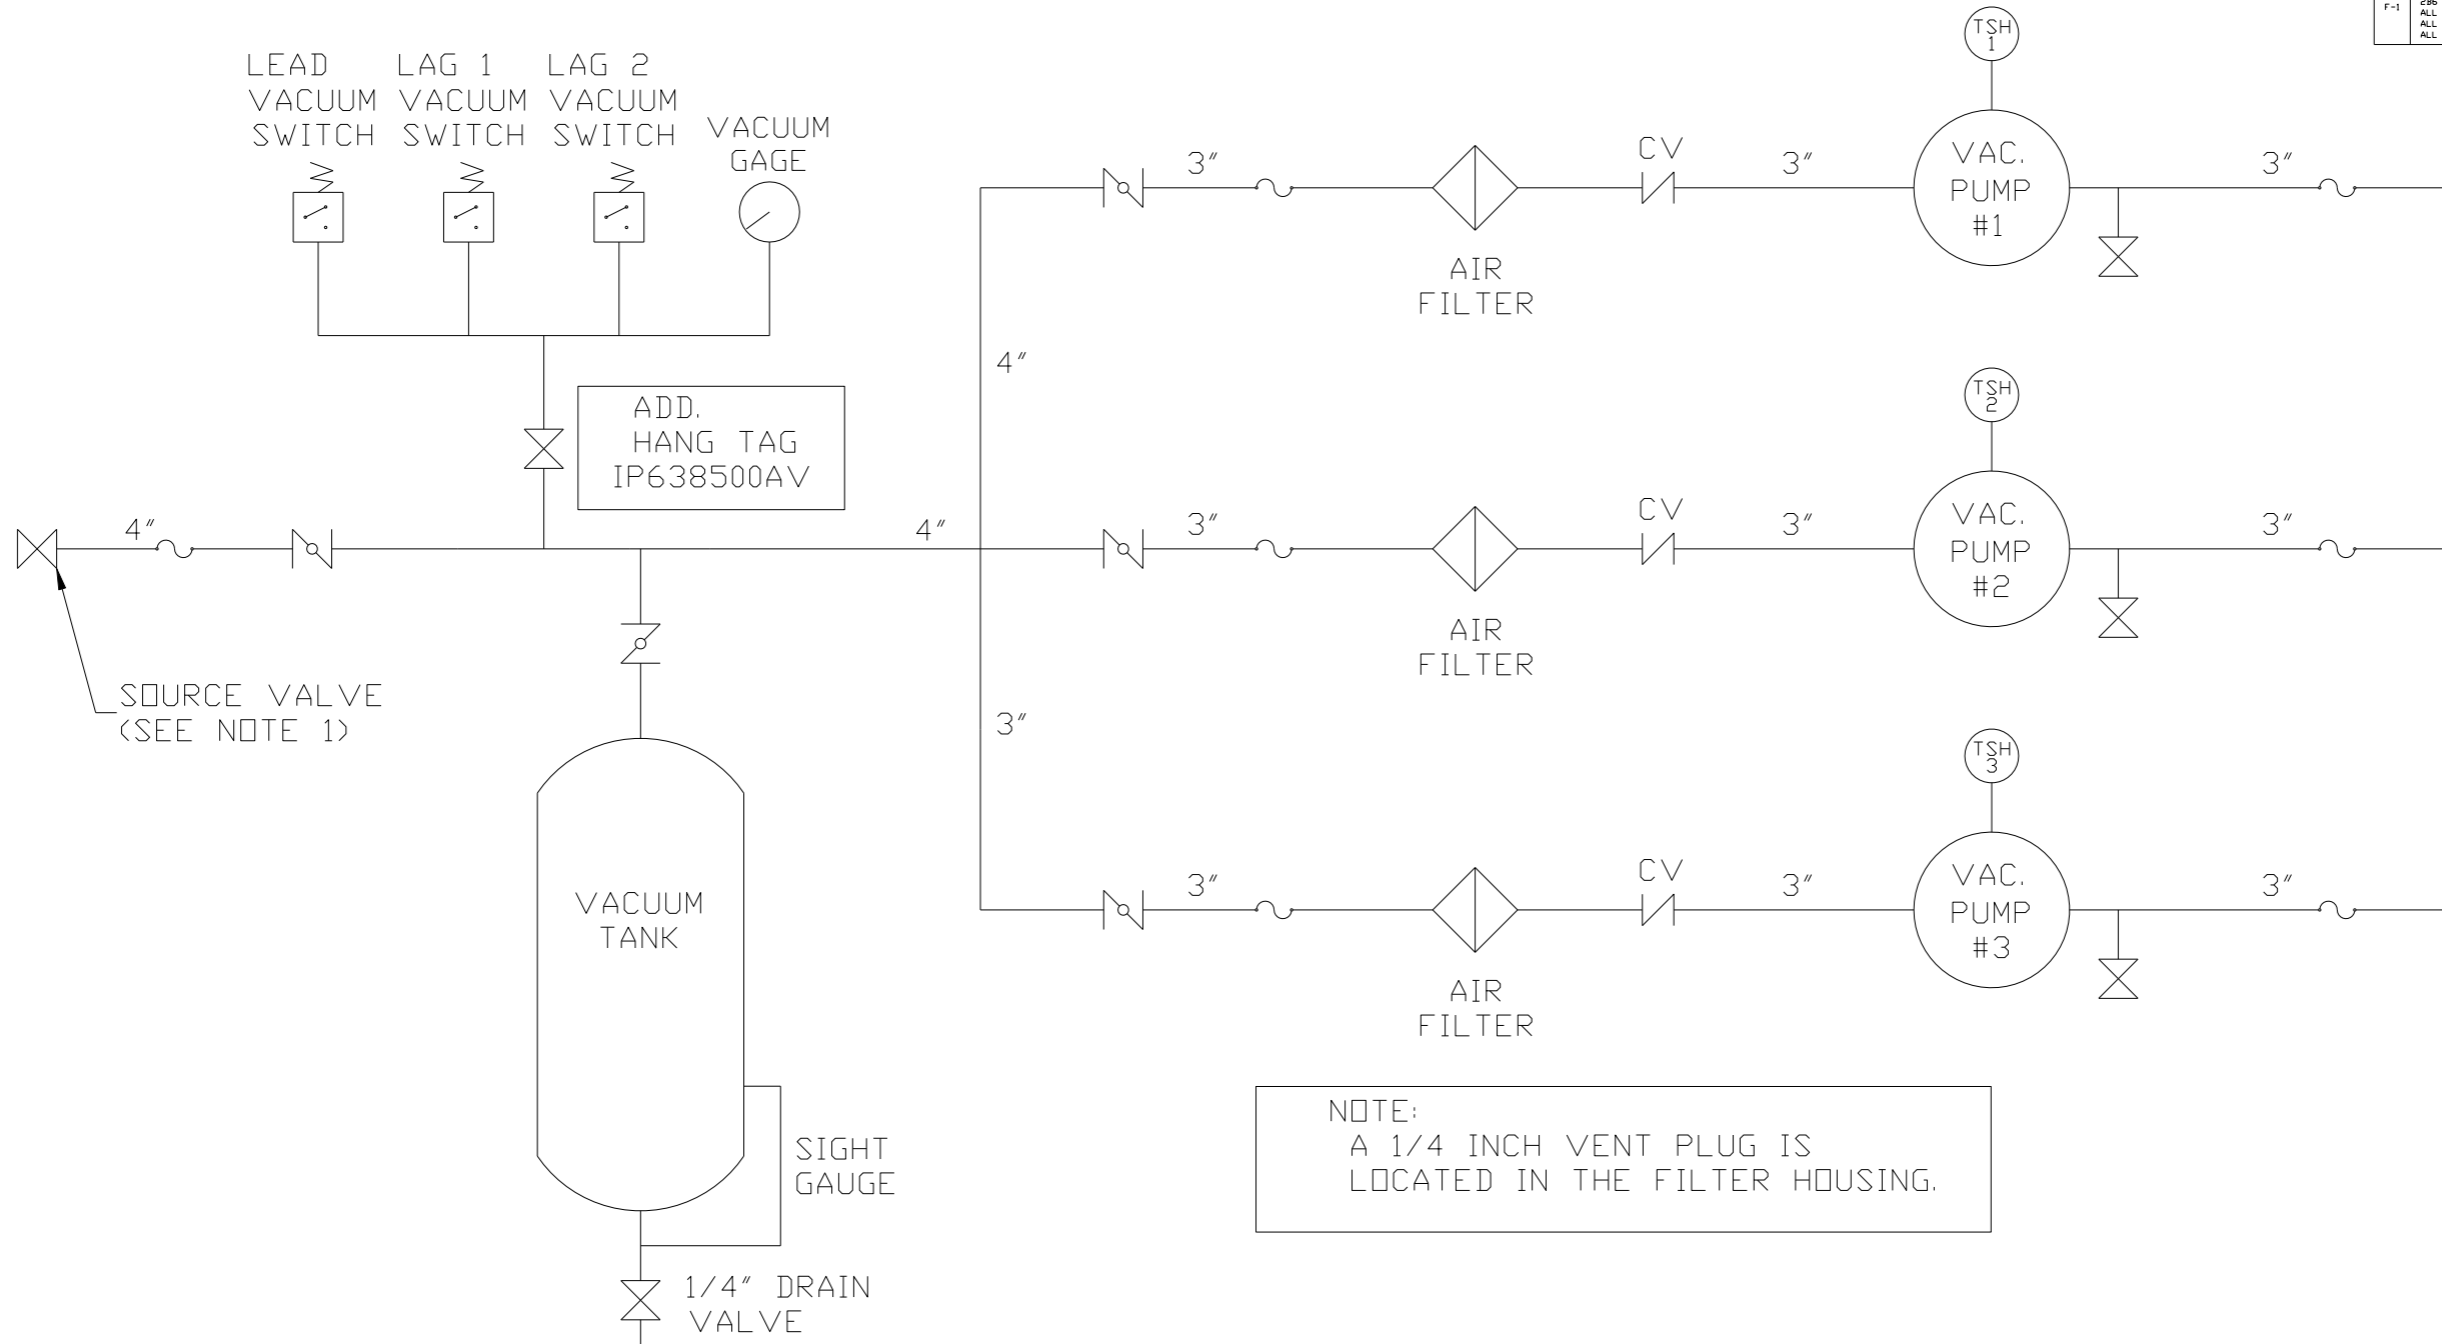 F-1
ALL
ALL
ALL
LEAD
VACUUM
SWITCH
LAG 1
VACUUM
SWITCH
LAG 2
VACUUM
SWITCH
VACUUM
GAGE
ADD.
HANG TAG
IP638500AV
4"
SOURCE VALVE
(SEE NOTE 1)
4"
4"
3"
VACUUM
TANK
SIGHT
GAUGE
1/4" DRAIN
VALVE
3"
AIR
FILTER
CV
3"
TSH
1
VAC.
PUMP
#1
3"
3"
AIR
FILTER
CV
3"
TSH
2
VAC.
PUMP
#2
3"
3"
AIR
FILTER
CV
3"
TSH
3
VAC.
PUMP
#3
3"
NOTE:
A 1/4 INCH VENT PLUG IS
LOCATED IN THE FILTER HOUSING.